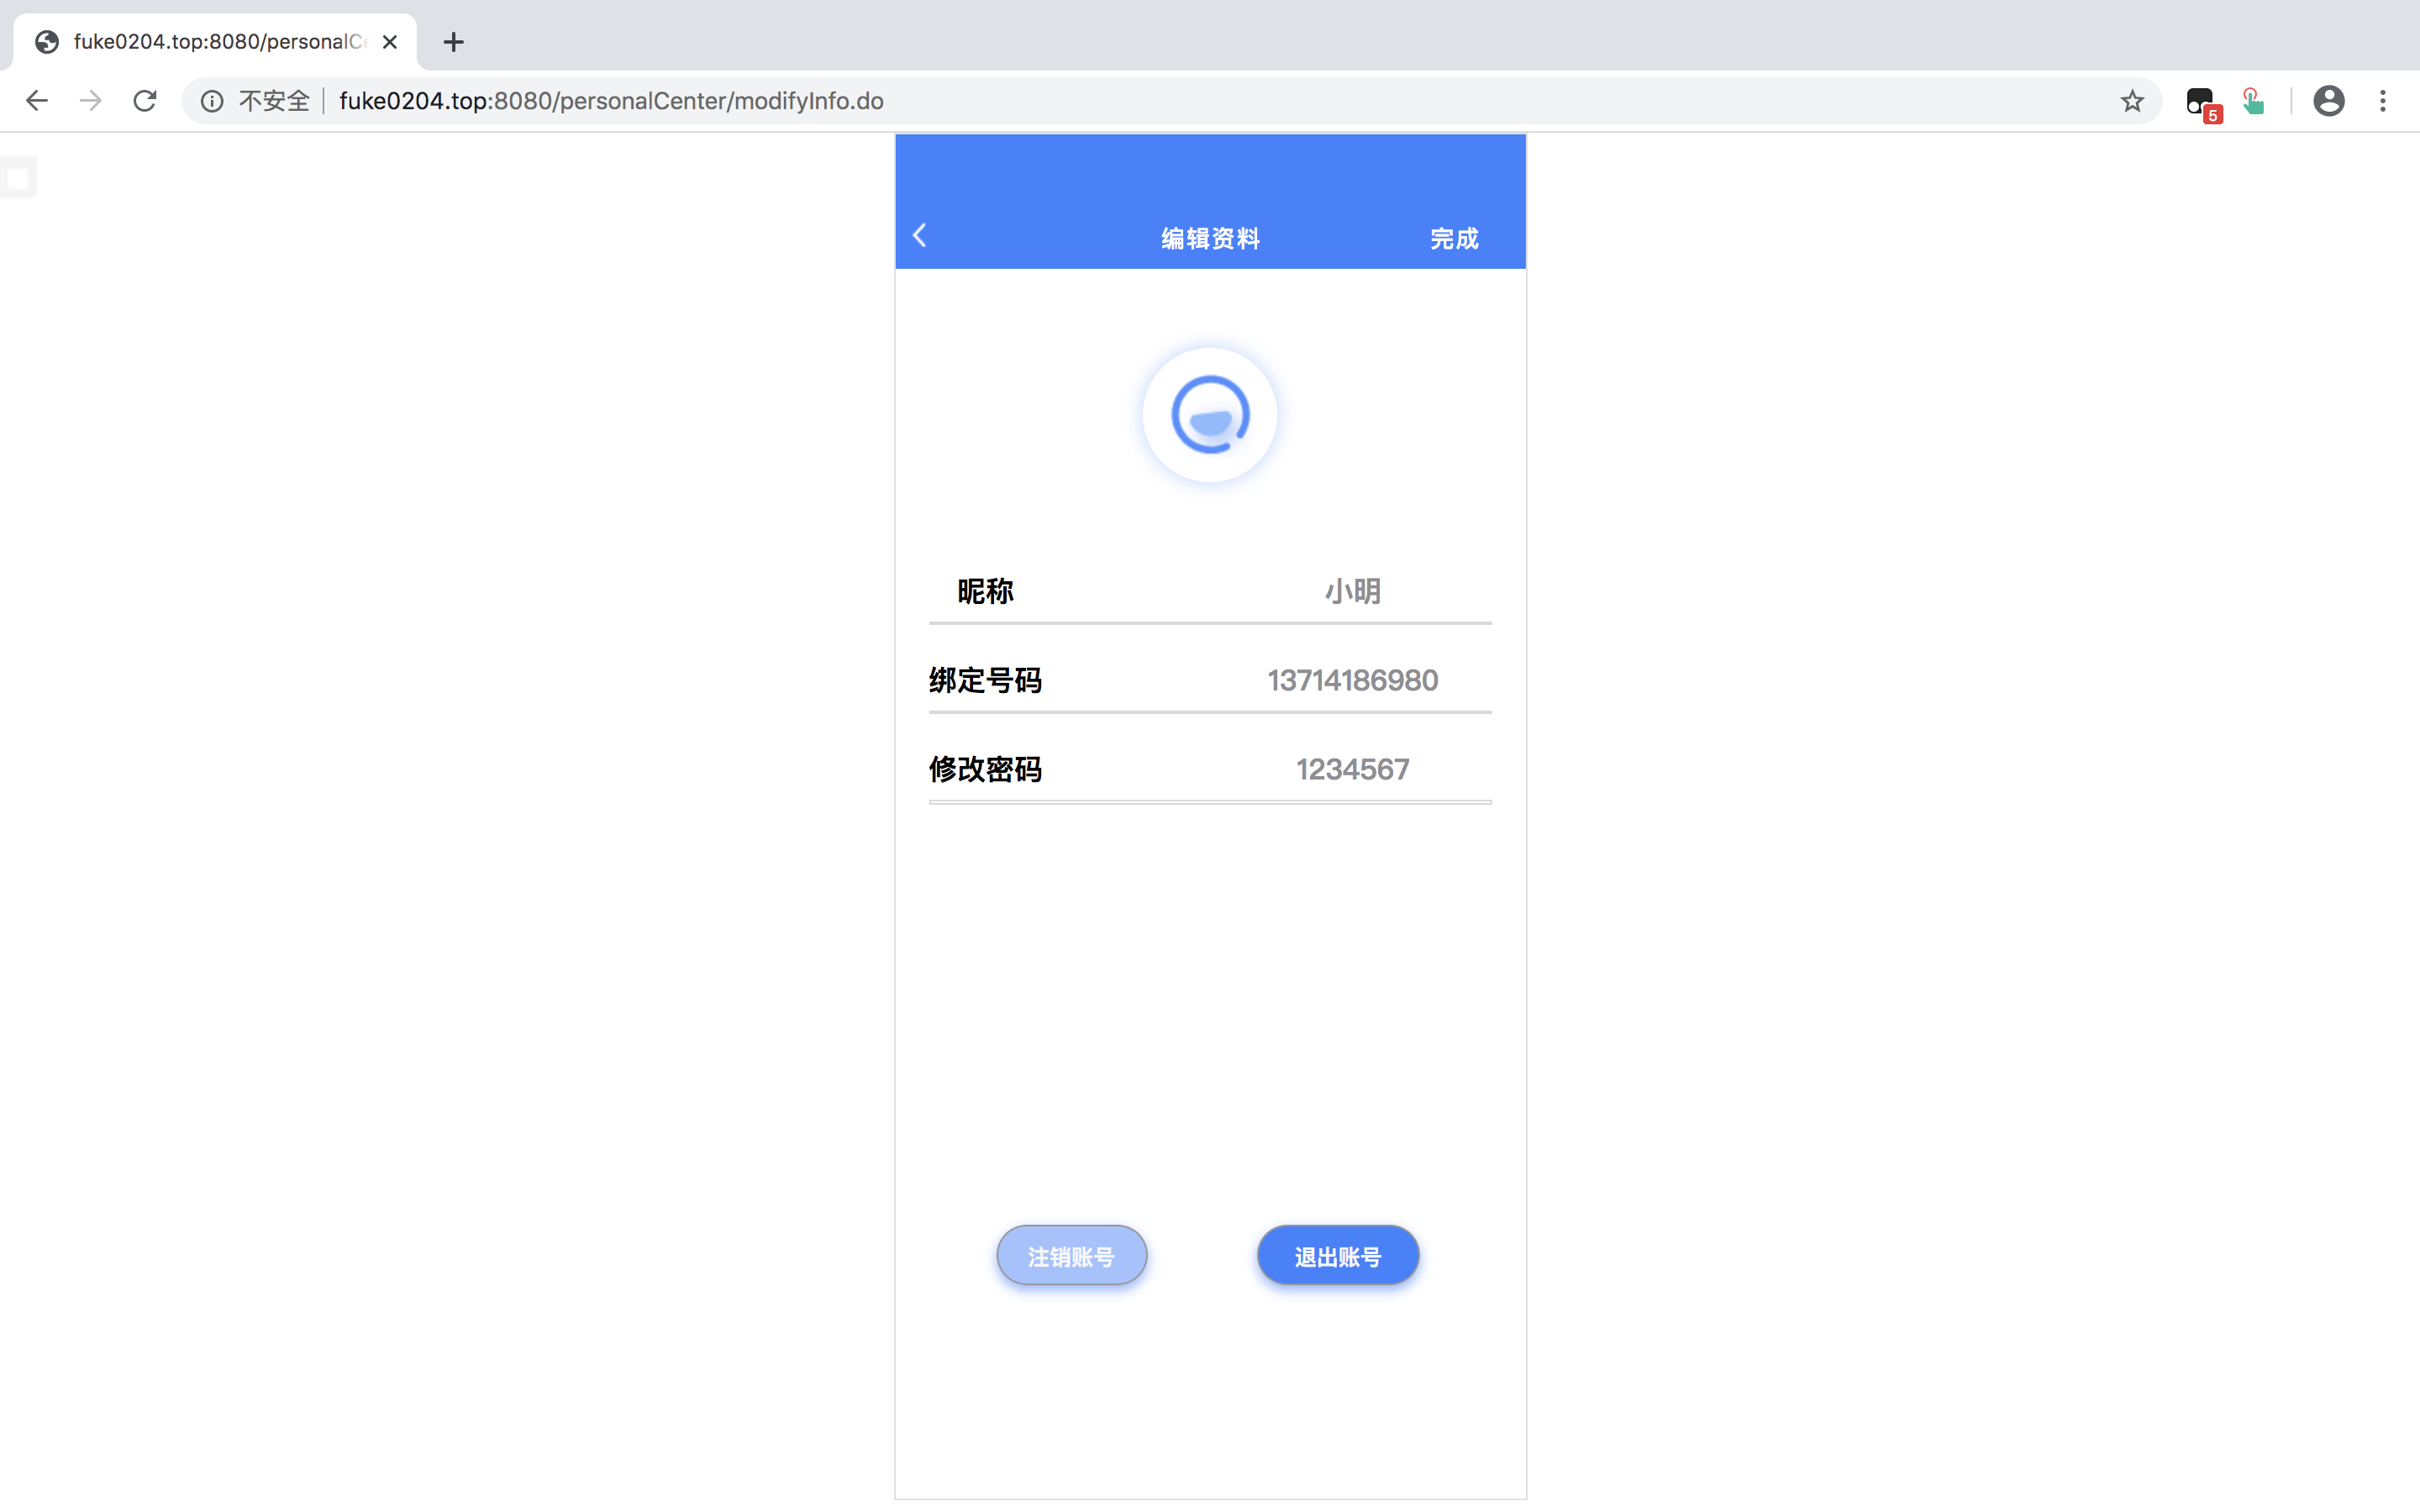 fuke0204.top:8080/personalC
不安全 fuke0204.top:8080/personalCenter/modifyInfo.do
5
编辑资料 完成
昵称 小明
绑定号码 13714186980
修改密码 1234567
注销账号 退出账号